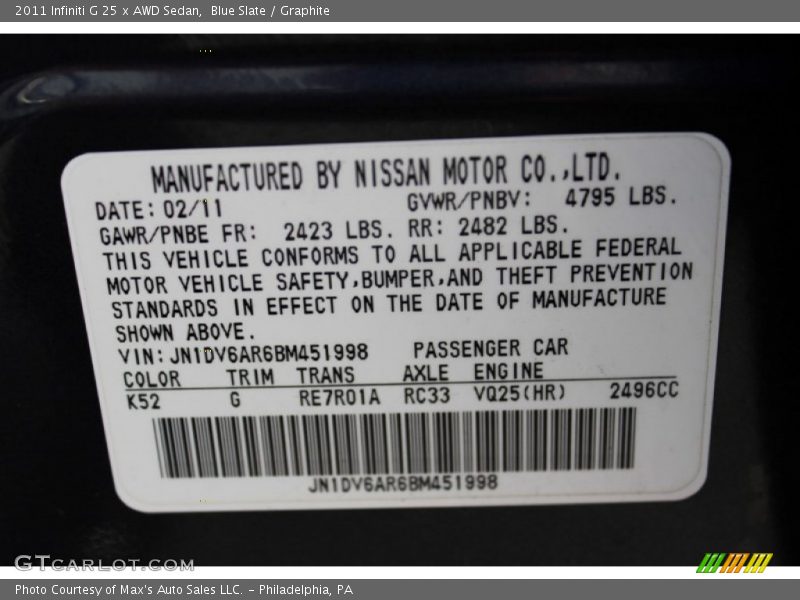 2011 Infiniti G 25 x AWD Sedan, Blue Slate / Graphite
MANUFACTURED BY NISSAN MOTOR CO.,LTD.
DATE: 02/11 GVWR/PNBV: 4795 LBS.
GAWR/PNBE FR: 2423 LBS. RR: 2482 LBS.
THIS VEHICLE CONFORMS TO ALL APPLICABLE FEDERAL
MOTOR VEHICLE SAFETY,BUMPER,AND THEFT PREVENTION
STANDARDS IN EFFECT ON THE DATE OF MANUFACTURE
SHOWN ABOVE.
VIN: JN1DV6AR6BM451998 PASSENGER CAR
COLOR TRIM TRANS AXLE ENGINE
K52 G RE7R01A RC33 VQ25(HR) 2496CC
JN1DV6AR6BM451998
GTCarLot.com
Photo Courtesy of Max's Auto Sales LLC. - Philadelphia, PA